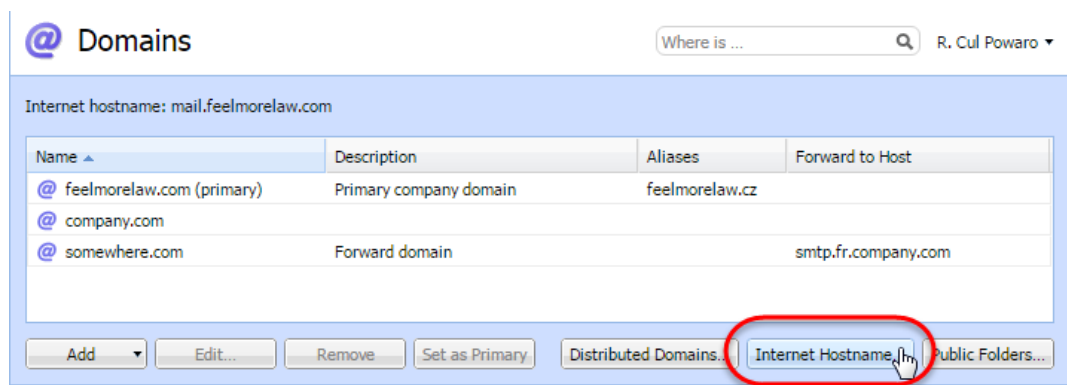 @ Domains Where is ... R. Cul Powaro
Internet hostname: mail.feelmorelaw.com
Name Description Aliases Forward to Host
@ feelmorelaw.com (primary) Primary company domain feelmorelaw.cz
@ company.com
@ somewhere.com Forward domain smtp.fr.company.com
Add Edit... Remove Set as Primary Distributed Domains... Internet Hostname Public Folders...